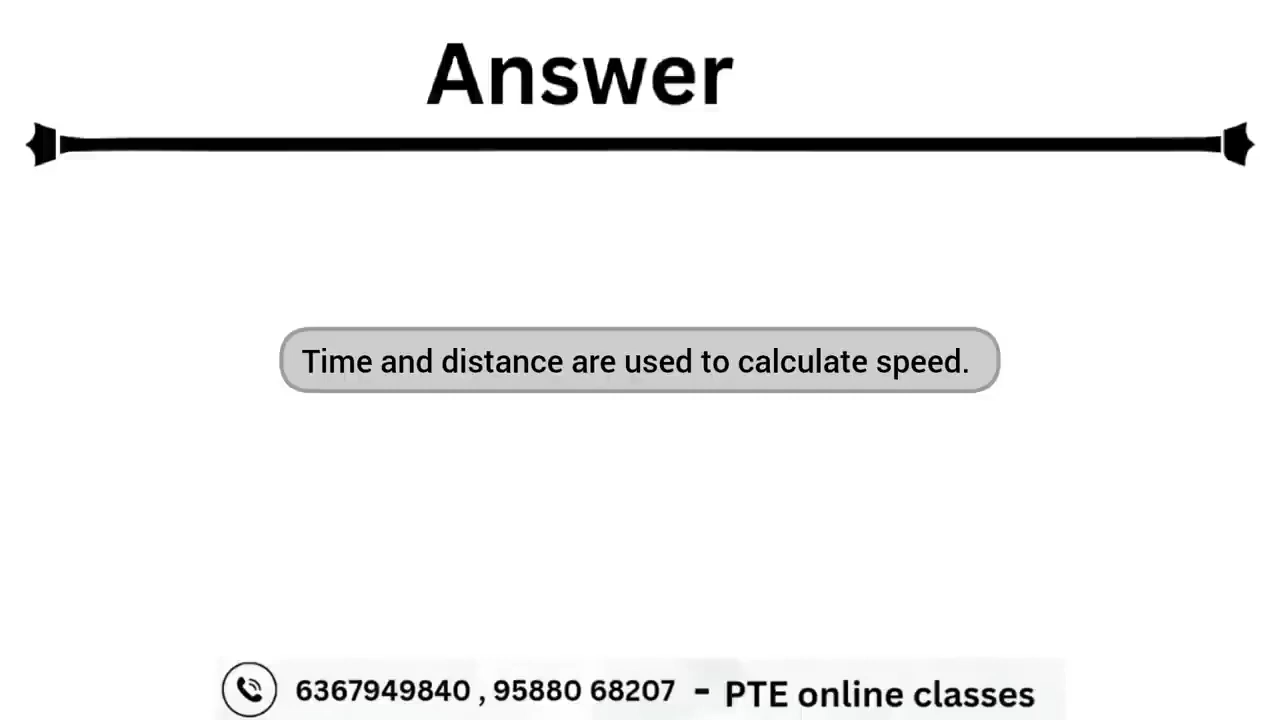 Answer
Time and distance are used to calculate speed.
6367949840 , 95880 68207 - PTE online classes